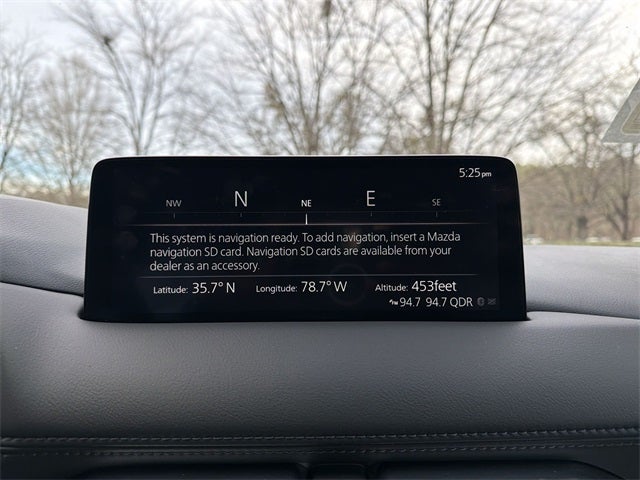 5:25pm
NW N NE E SE
This system is navigation ready. To add navigation, insert a Mazda
navigation SD card. Navigation SD cards are available from your
dealer as an accessory.
Latitude: 35.7° N Longitude: 78.7° W Altitude: 453feet
FM 94.7 94.7 QDR